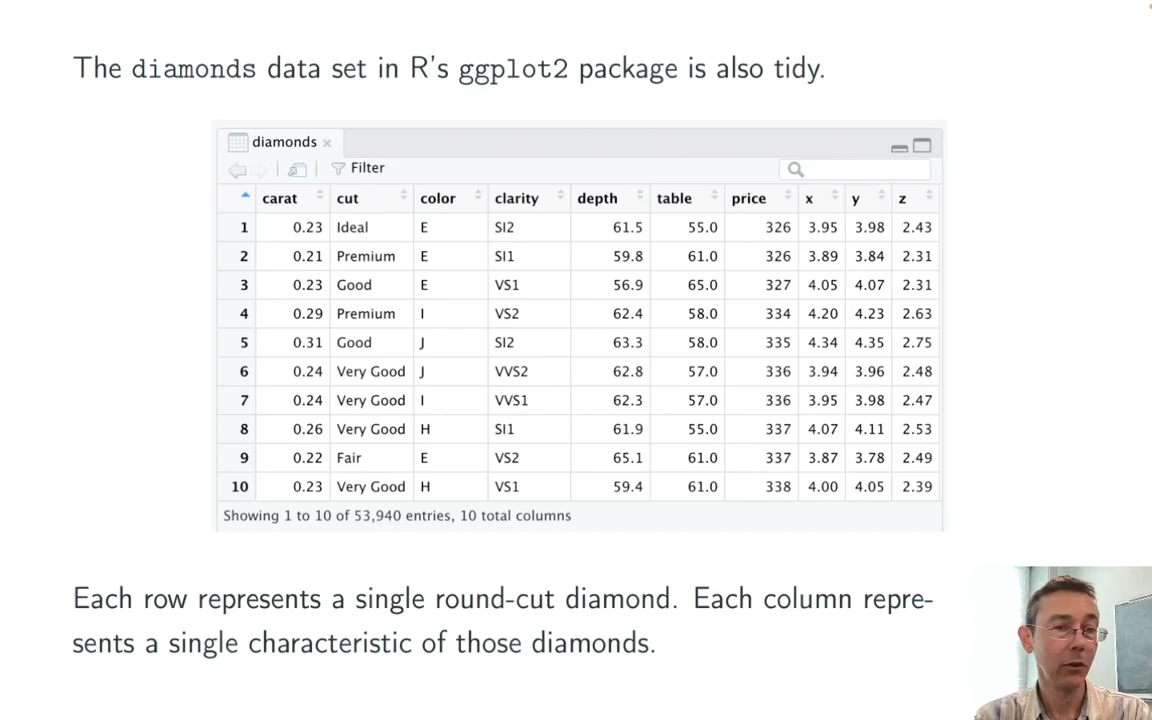 The diamonds data set in R's ggplot2 package is also tidy.
diamonds
Filter
carat cut color clarity depth table price x y z
1 0.23 Ideal E SI2 61.5 55.0 326 3.95 3.98 2.43
2 0.21 Premium E SI1 59.8 61.0 326 3.89 3.84 2.31
3 0.23 Good E VS1 56.9 65.0 327 4.05 4.07 2.31
4 0.29 Premium I VS2 62.4 58.0 334 4.20 4.23 2.63
5 0.31 Good J SI2 63.3 58.0 335 4.34 4.35 2.75
6 0.24 Very Good J VVS2 62.8 57.0 336 3.94 3.96 2.48
7 0.24 Very Good I VVS1 62.3 57.0 336 3.95 3.98 2.47
8 0.26 Very Good H SI1 61.9 55.0 337 4.07 4.11 2.53
9 0.22 Fair E VS2 65.1 61.0 337 3.87 3.78 2.49
10 0.23 Very Good H VS1 59.4 61.0 338 4.00 4.05 2.39
Showing 1 to 10 of 53,940 entries, 10 total columns
Each row represents a single round-cut diamond. Each column repre-
sents a single characteristic of those diamonds.